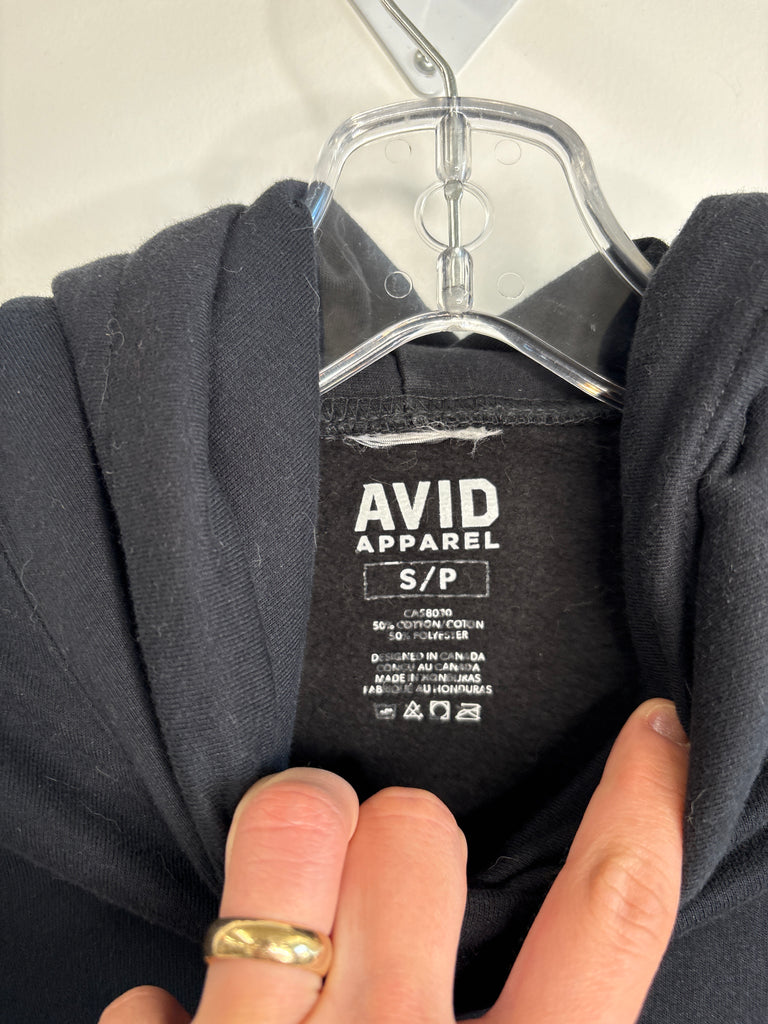 AVID
APPAREL
S/P
50% COTTON/COTON
50% POLYESTER
DESIGNED IN CANADA
CONÇU AU CANADA
MADE IN HONDURAS
FABRIQUÉ AU HONDURAS